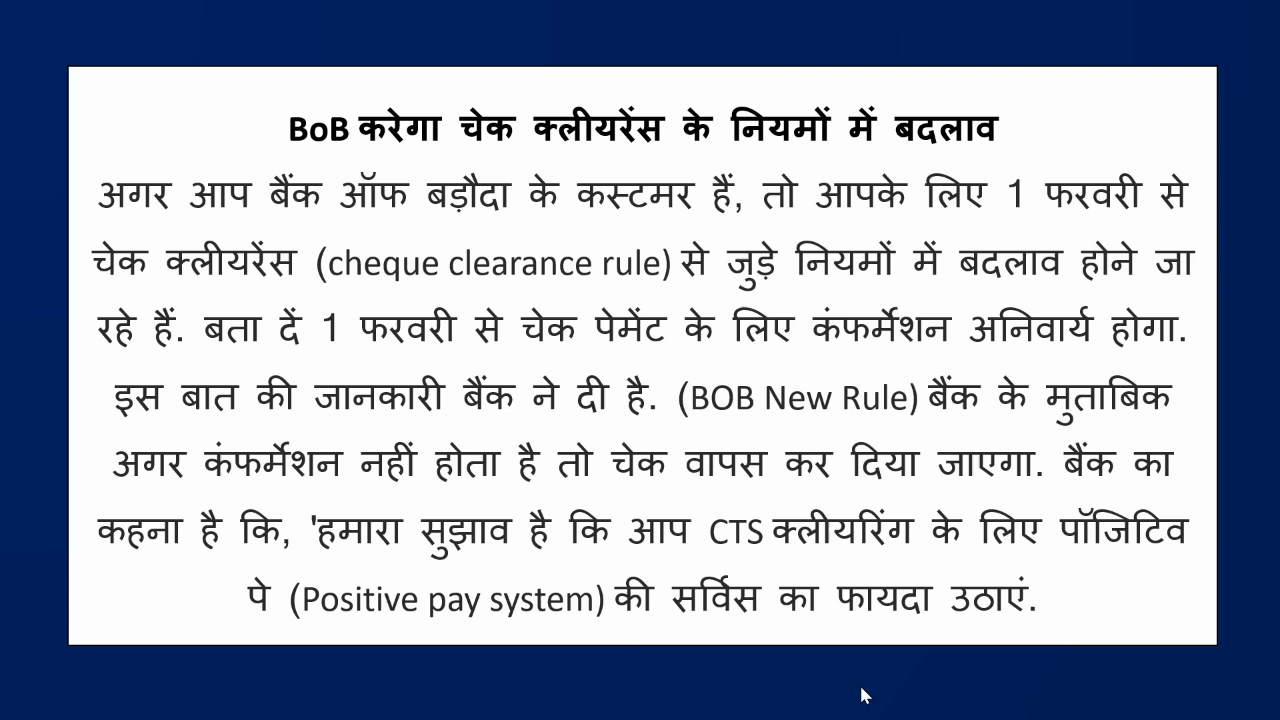 BoB करेगा चेक क्लीयरेंस के नियमों में बदलाव
अगर आप बैंक ऑफ बड़ौदा के कस्टमर हैं, तो आपके लिए 1 फरवरी से
चेक क्लीयरेंस (cheque clearance rule) से जुड़े नियमों में बदलाव होने जा
रहे हैं. बता दें 1 फरवरी से चेक पेमेंट के लिए कंफर्मेशन अनिवार्य होगा.
इस बात की जानकारी बैंक ने दी है. (BOB New Rule) बैंक के मुताबिक
अगर कंफर्मेशन नहीं होता है तो चेक वापस कर दिया जाएगा. बैंक का
कहना है कि, 'हमारा सुझाव है कि आप CTS क्लीयरिंग के लिए पॉजिटिव
पे (Positive pay system) की सर्विस का फायदा उठाएं.